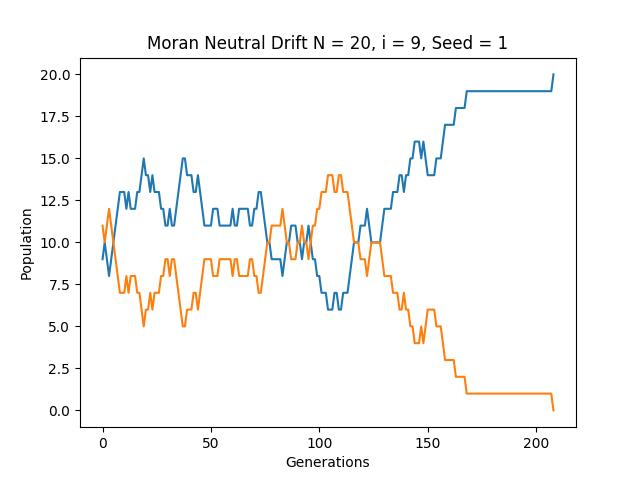 Moran Neutral Drift N = 20, i = 9, Seed = 1
20.0
17.5
15.0
12.5
10.0
7.5
5.0
2.5
0.0
Population
0 50 100 150 200
Generations